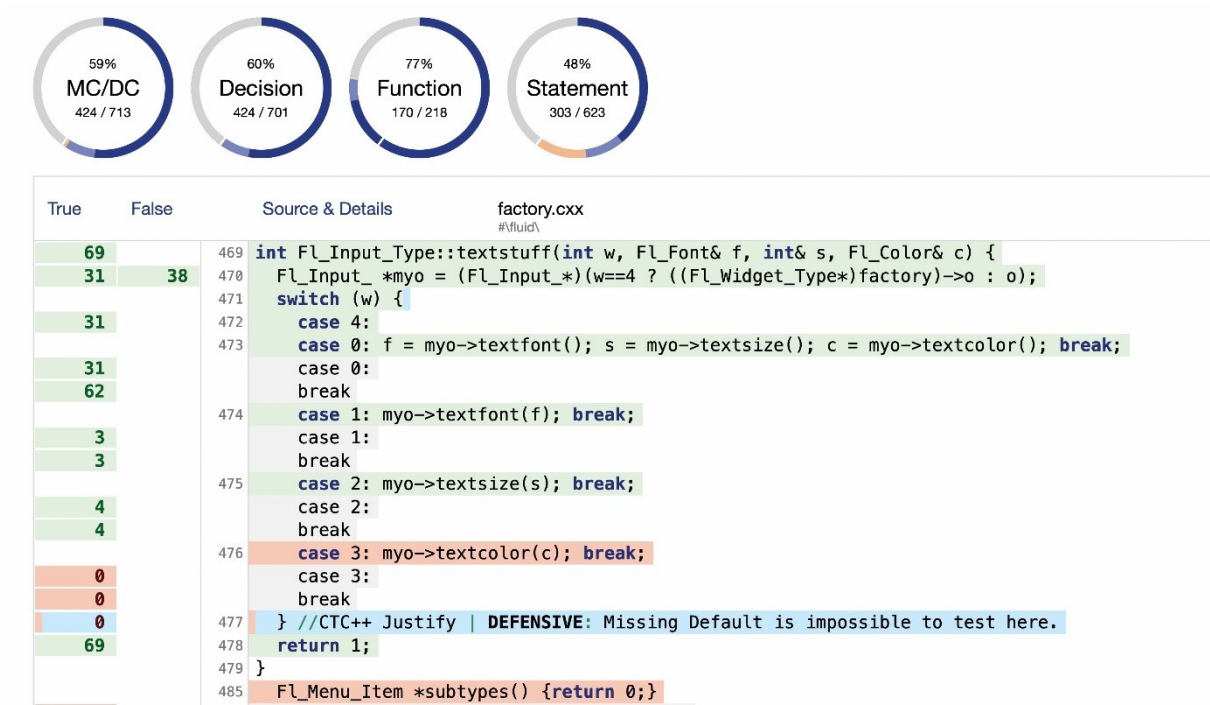 59%
MC/DC
424 / 713
60%
Decision
424 / 701
77%
Function
170 / 218
48%
Statement
303 / 623
True False Source & Details factory.cxx
#\fluid\
69 469 int Fl_Input_Type::textstuff(int w, Fl_Font& f, int& s, Fl_Color& c) {
31 38 470 Fl_Input_ *myo = (Fl_Input_*)(w==4 ? ((Fl_Widget_Type*)factory)->o : o);
471 switch (w) {
31 472 case 4:
473 case 0: f = myo->textfont(); s = myo->textsize(); c = myo->textcolor(); break;
31 case 0:
62 break
474 case 1: myo->textfont(f); break;
3 case 1:
3 break
475 case 2: myo->textsize(s); break;
4 case 2:
4 break
476 case 3: myo->textcolor(c); break;
0 case 3:
0 break
0 477 } //CTC++ Justify | DEFENSIVE: Missing Default is impossible to test here.
69 478 return 1;
479 }
485 Fl_Menu_Item *subtypes() {return 0;}